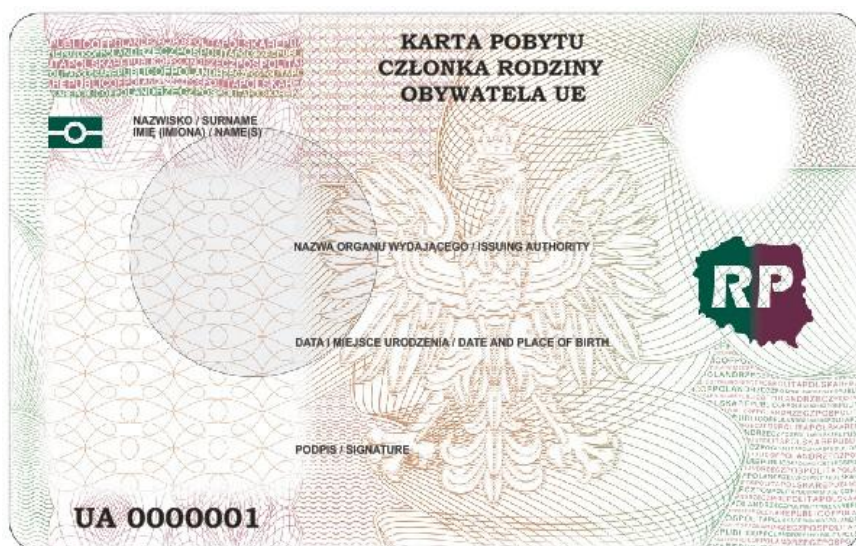 KARTA POBYTU
CZŁONKA RODZINY
OBYWATELA UE
NAZWISKO / SURNAME
IMIĘ (IMIONA) / NAME(S)
NAZWA ORGANU WYDAJĄCEGO / ISSUING AUTHORITY
RP
DATA I MIEJSCE URODZENIA / DATE AND PLACE OF BIRTH
PODPIS / SIGNATURE
UA 0000001